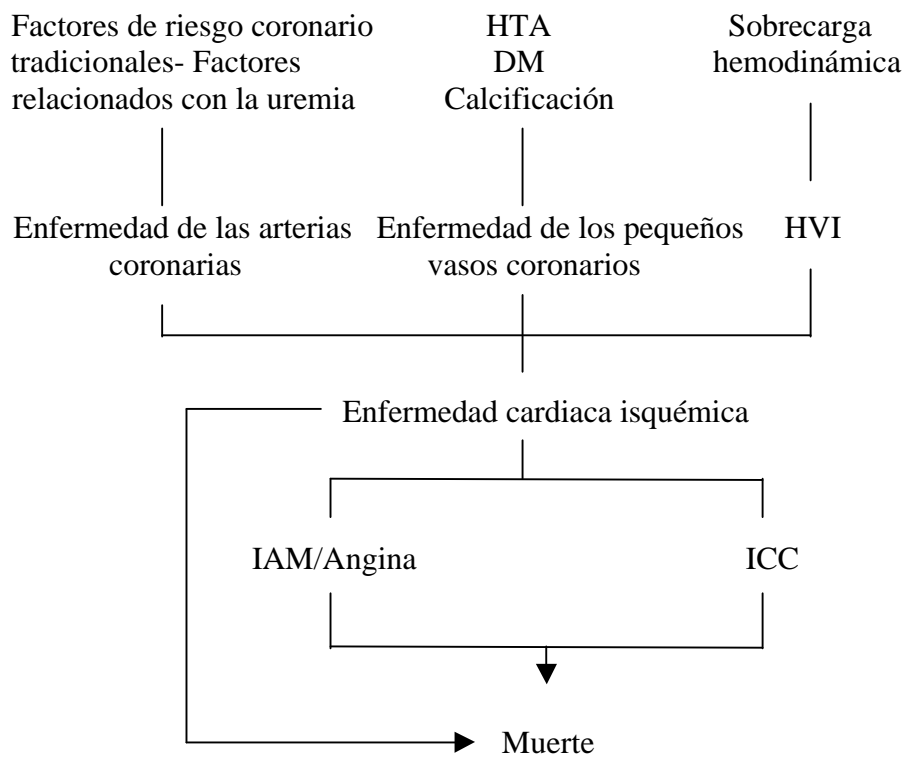 Factores de riesgo coronario
tradicionales- Factores
relacionados con la uremia
HTA
DM
Calcificación
Sobrecarga
hemodinámica
Enfermedad de las arterias
coronarias
Enfermedad de los pequeños
vasos coronarios
HVI
Enfermedad cardiaca isquémica
IAM/Angina
ICC
Muerte